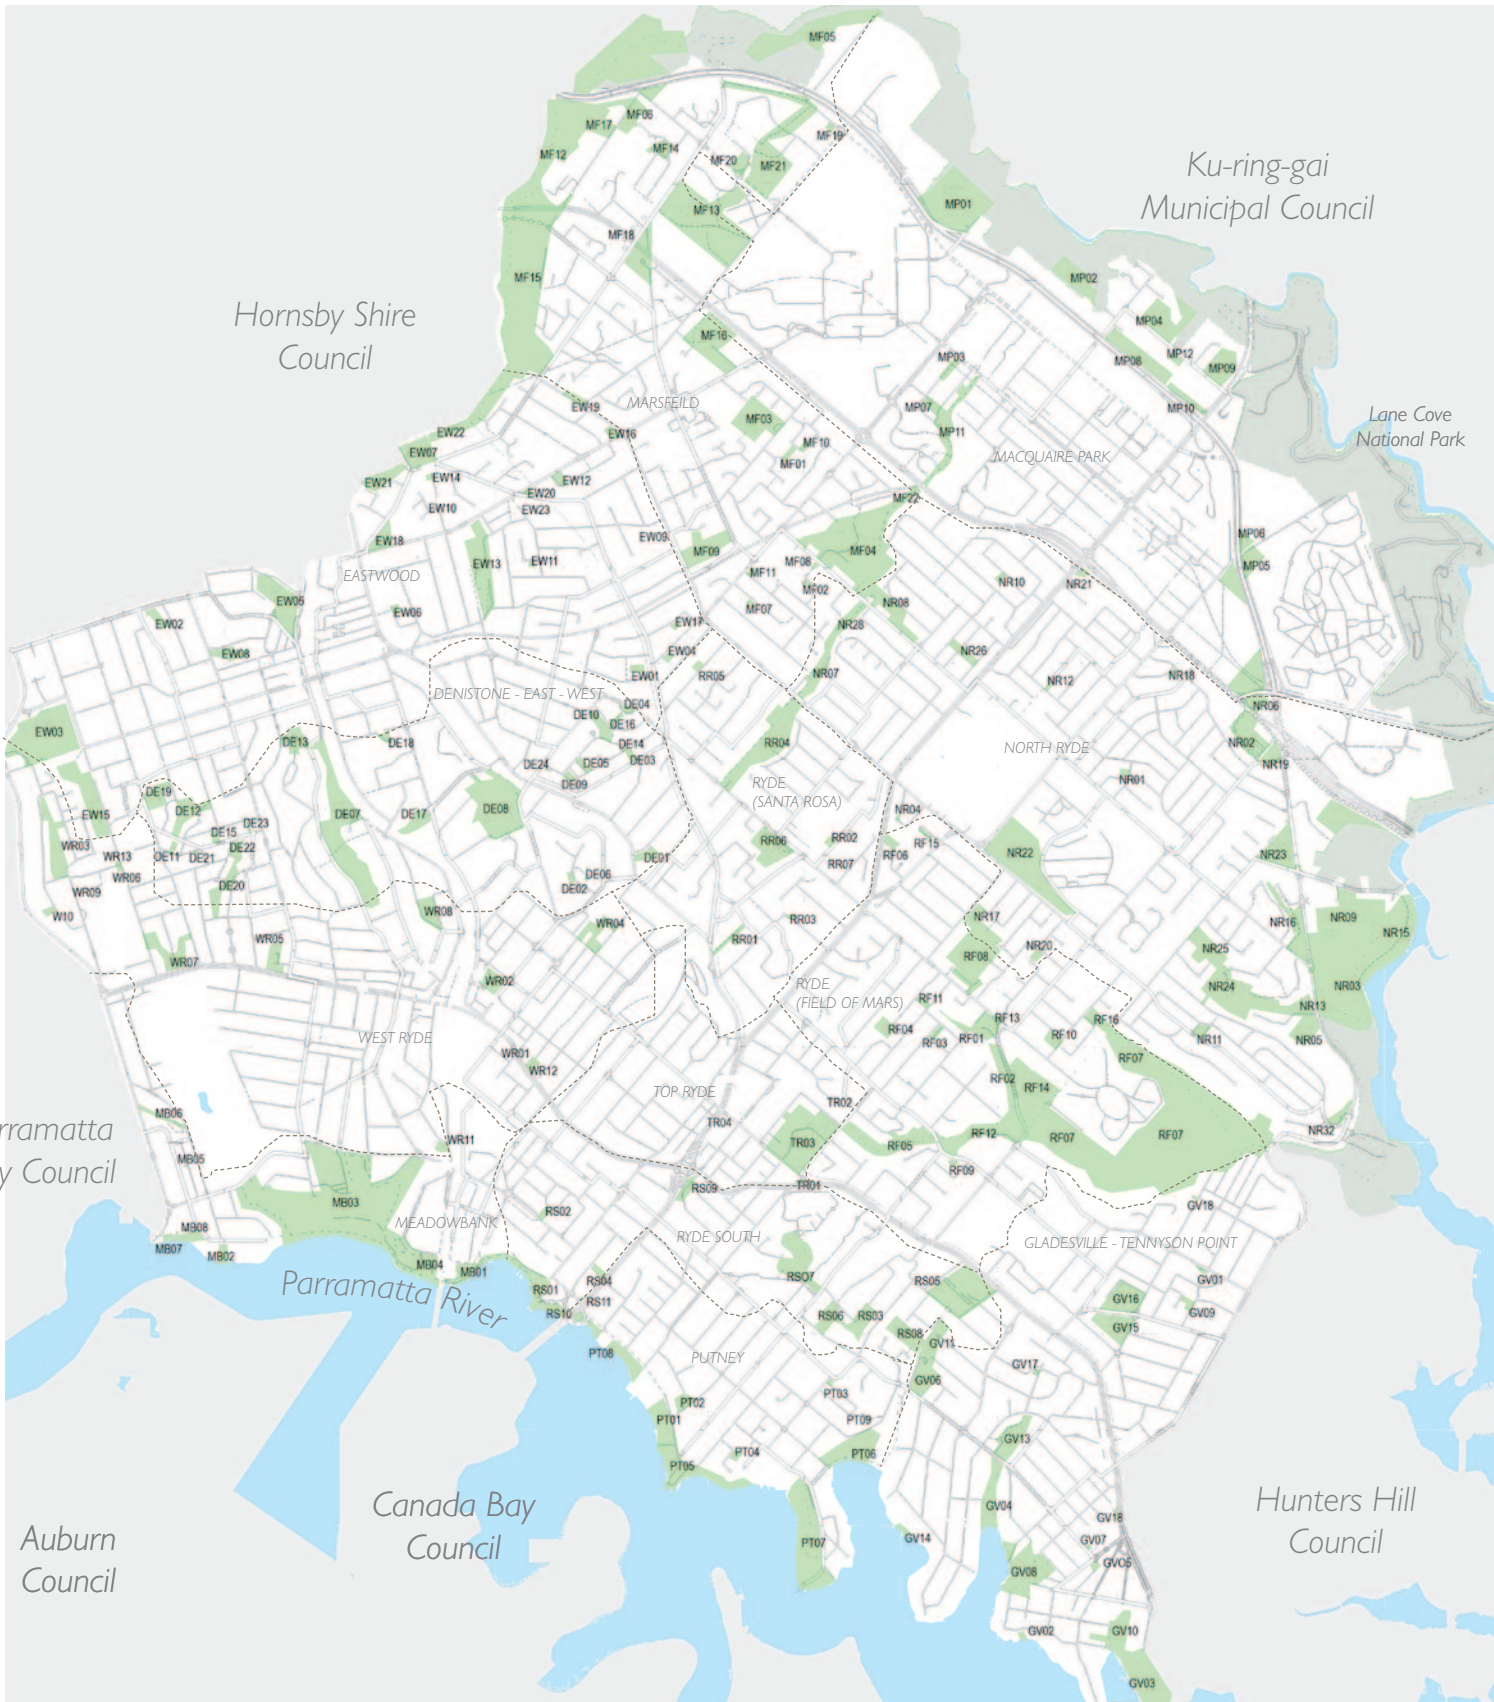 MF05
MF06
MF17
MF19
MF14
MF12
MF20
MF21
Ku-ring-gai
Municipal Council
MP01
MF13
MF18
MF15
MP02
Hornsby Shire
Council
MP04
MF16
MP12
MP03
MP08
MP09
MARSFEILD
EW19
MP07
MP10
Lane Cove
National Park
MF03
EW22
EW16
MP11
MF10
EW07
MACQUAIRE PARK
MF01
EW21
EW14
EW12
EW20
MF22
EW10
EW23
EW18
EW09
MP06
MF09
MF04
EW13
EW11
MF08
MP05
EASTWOOD
MF11
NR10
NR21
MF02
EW05
NR08
EW06
MF07
EW02
EW17
NR28
EW08
EW04
NR26
EW01
RR05
NR07
NR12
NR18
DENISTONE - EAST - WEST
DE04
NR06
DE10
DE16
EW03
DE13
DE18
DE14
RR04
NORTH RYDE
NR02
DE24
DE05
DE03
NR19
DE09
RYDE
(SANTA ROSA)
NR01
DE19
DE12
DE08
NR04
EW15
DE07
DE17
DE23
DE15
RR06
RR02
RF15
WR03
DE22
WR13
DE11
DE21
DE01
RR07
RF06
NR22
NR23
WR06
DE06
WR09
DE20
DE02
W10
WR08
WR04
RR03
NR17
NR16
NR09
NR15
WR05
RR01
NR20
NR25
WR07
RF08
WR02
RYDE
(FIELD OF MARS)
NR24
NR03
RF11
NR13
RF13
RF16
WEST RYDE
RF04
RF03
RF01
RF10
NR11
NR05
WR01
RF07
WR12
RF02
RF14
TOP RYDE
TR02
MB06
TR04
NR32
rramatta
y Council
WR11
TR03
RF05
RF12
RF07
RF07
MB05
RF09
RS09
TR01
MB03
GV18
RS02
MB08
MEADOWBANK
RYDE SOUTH
GLADESVILLE - TENNYSON POINT
MB07
MB02
MB04
MB01
RSO7
RS05
GV01
Parramatta River
RS04
RS01
RS11
GV16
GV09
RS10
RS06
RS03
GV15
RS08
GV11
PT08
PUTNEY
GV17
GV06
PT03
PT02
PT01
PT09
GV13
PT04
PT06
PT05
Canada Bay
Council
Hunters Hill
Council
GV04
GV18
Auburn
Council
GV14
GV07
PT07
GVO5
GV08
GV02
GV10
GV03